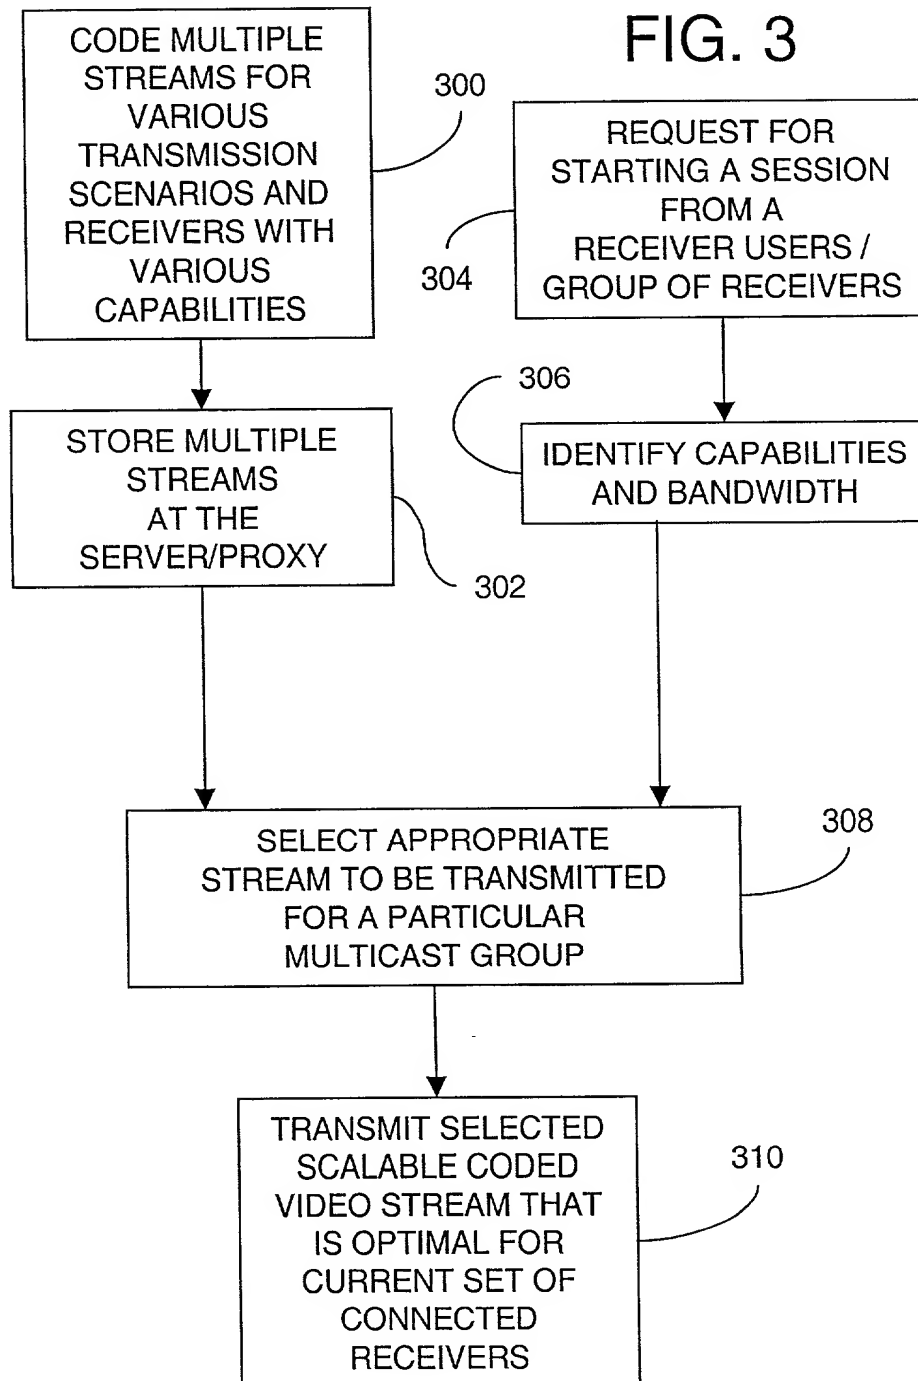 FIG. 3
CODE MULTIPLE
STREAMS FOR
VARIOUS
TRANSMISSION
SCENARIOS AND
RECEIVERS WITH
VARIOUS
CAPABILITIES
300
REQUEST FOR
STARTING A SESSION
FROM A
RECEIVER USERS /
GROUP OF RECEIVERS
304
306
STORE MULTIPLE
STREAMS
AT THE
SERVER/PROXY
302
IDENTIFY CAPABILITIES
AND BANDWIDTH
SELECT APPROPRIATE
STREAM TO BE TRANSMITTED
FOR A PARTICULAR
MULTICAST GROUP
308
TRANSMIT SELECTED
SCALABLE CODED
VIDEO STREAM THAT
IS OPTIMAL FOR
CURRENT SET OF
CONNECTED
RECEIVERS
310